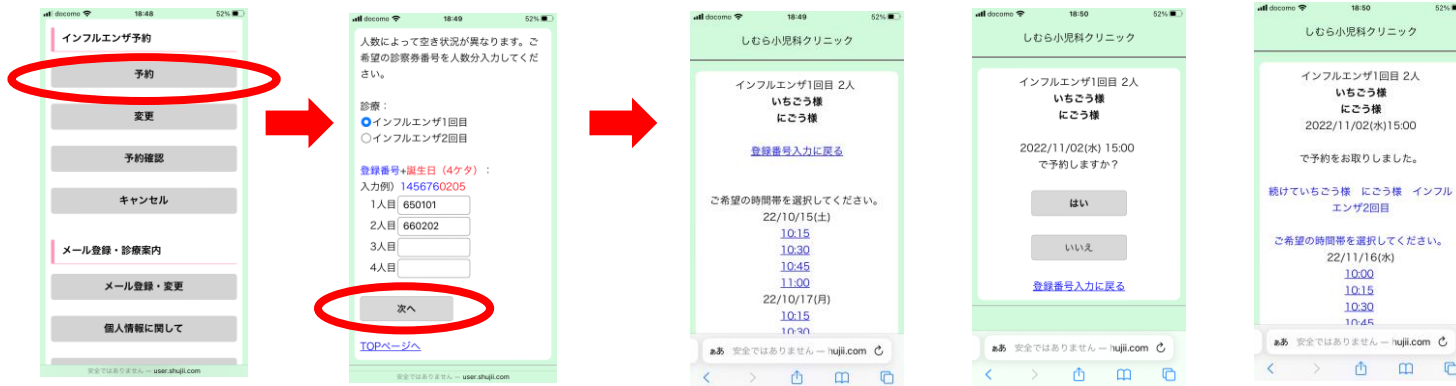 docomo 18:48 52%
インフルエンザ予約
予約
変更
予約確認
キャンセル
メール登録・診療案内
メール登録・変更
個人情報に関して
安全ではありません — user.shujii.com
docomo 18:49 52%
人数によって空き状況が異なります。ご
希望の診察券番号を人数分入力してくだ
さい。
診療：
インフルエンザ1回目
インフルエンザ2回目
登録番号+誕生日（4ケタ）：
入力例）1456760205
1人目 650101
2人目 660202
3人目
4人目
次へ
TOPページへ
安全ではありません — user.shujii.com
docomo 18:49 52%
しむら小児科クリニック
インフルエンザ1回目 2人
いちごう様
にごう様
登録番号入力に戻る
ご希望の時間帯を選択してください。
22/10/15(土)
10:15
10:30
10:45
11:00
22/10/17(月)
10:15
10:30
ぁあ 安全ではありません — hujii.com
docomo 18:50 52%
しむら小児科クリニック
インフルエンザ1回目 2人
いちごう様
にごう様
2022/11/02(水) 15:00
で予約しますか？
はい
いいえ
登録番号入力に戻る
ぁあ 安全ではありません — hujii.com
docomo 18:50 52%
しむら小児科クリニック
インフルエンザ1回目 2人
いちごう様
にごう様
2022/11/02(水)15:00
で予約をお取りしました。
続けていちごう様 にごう様 インフル
エンザ2回目
ご希望の時間帯を選択してください。
22/11/16(水)
10:00
10:15
10:30
10:45
ぁあ 安全ではありません — hujii.com